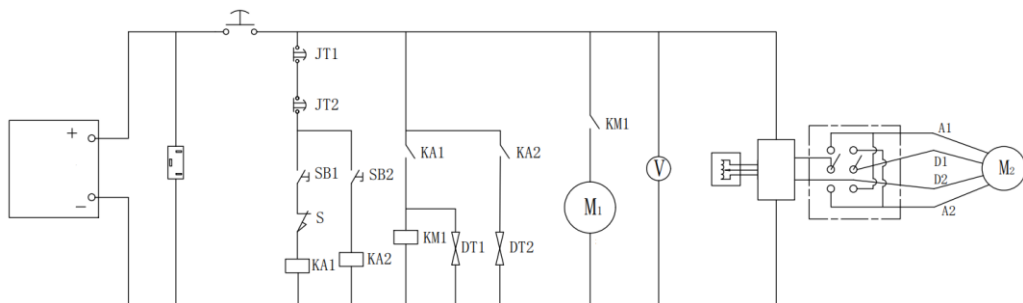 +
−
JT1
JT2
SB1
SB2
S
KA1
KA2
KA1
KA2
KM1
DT1
DT2
KM1
M1
V
A1
D1
D2
A2
M2